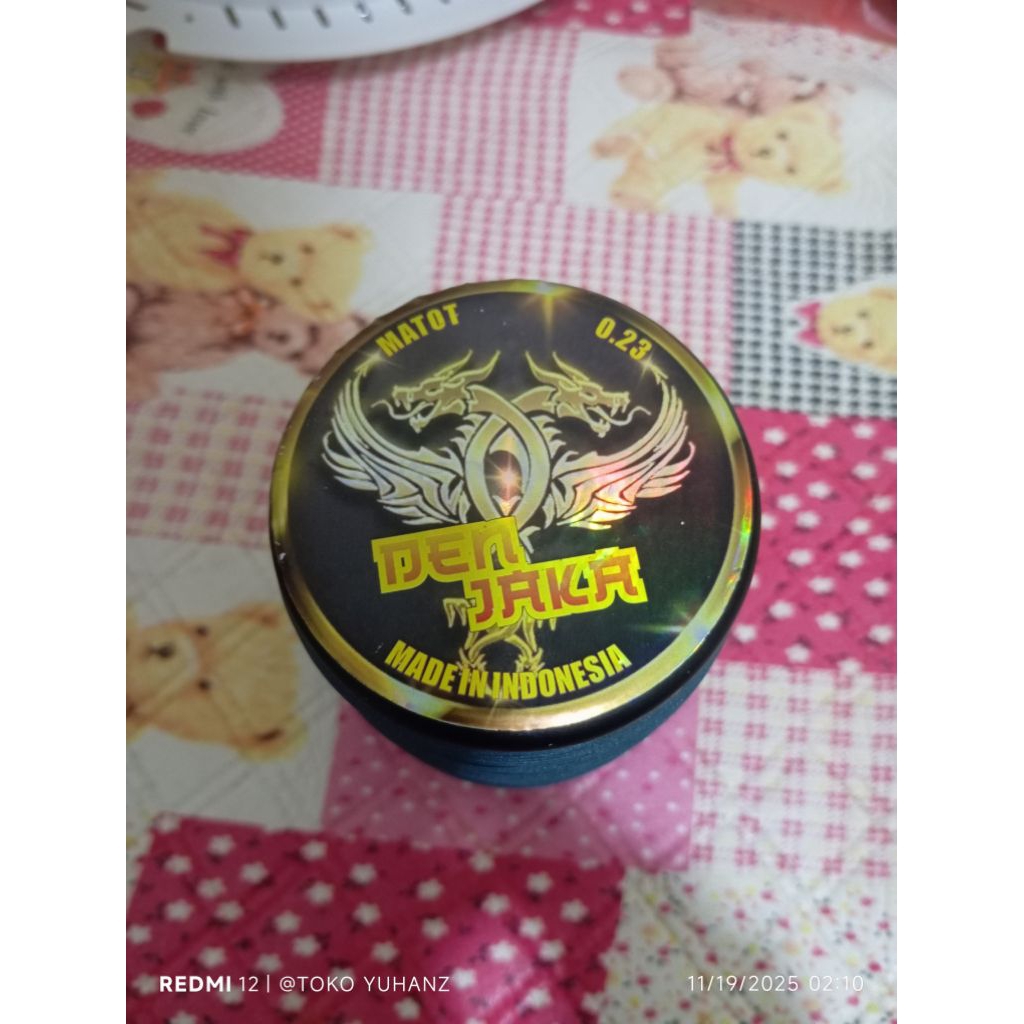 MATOT 0.23
DEN
JAKA
MADE IN INDONESIA
REDMI 12 | @TOKO YUHANZ 11/19/2025 02:10